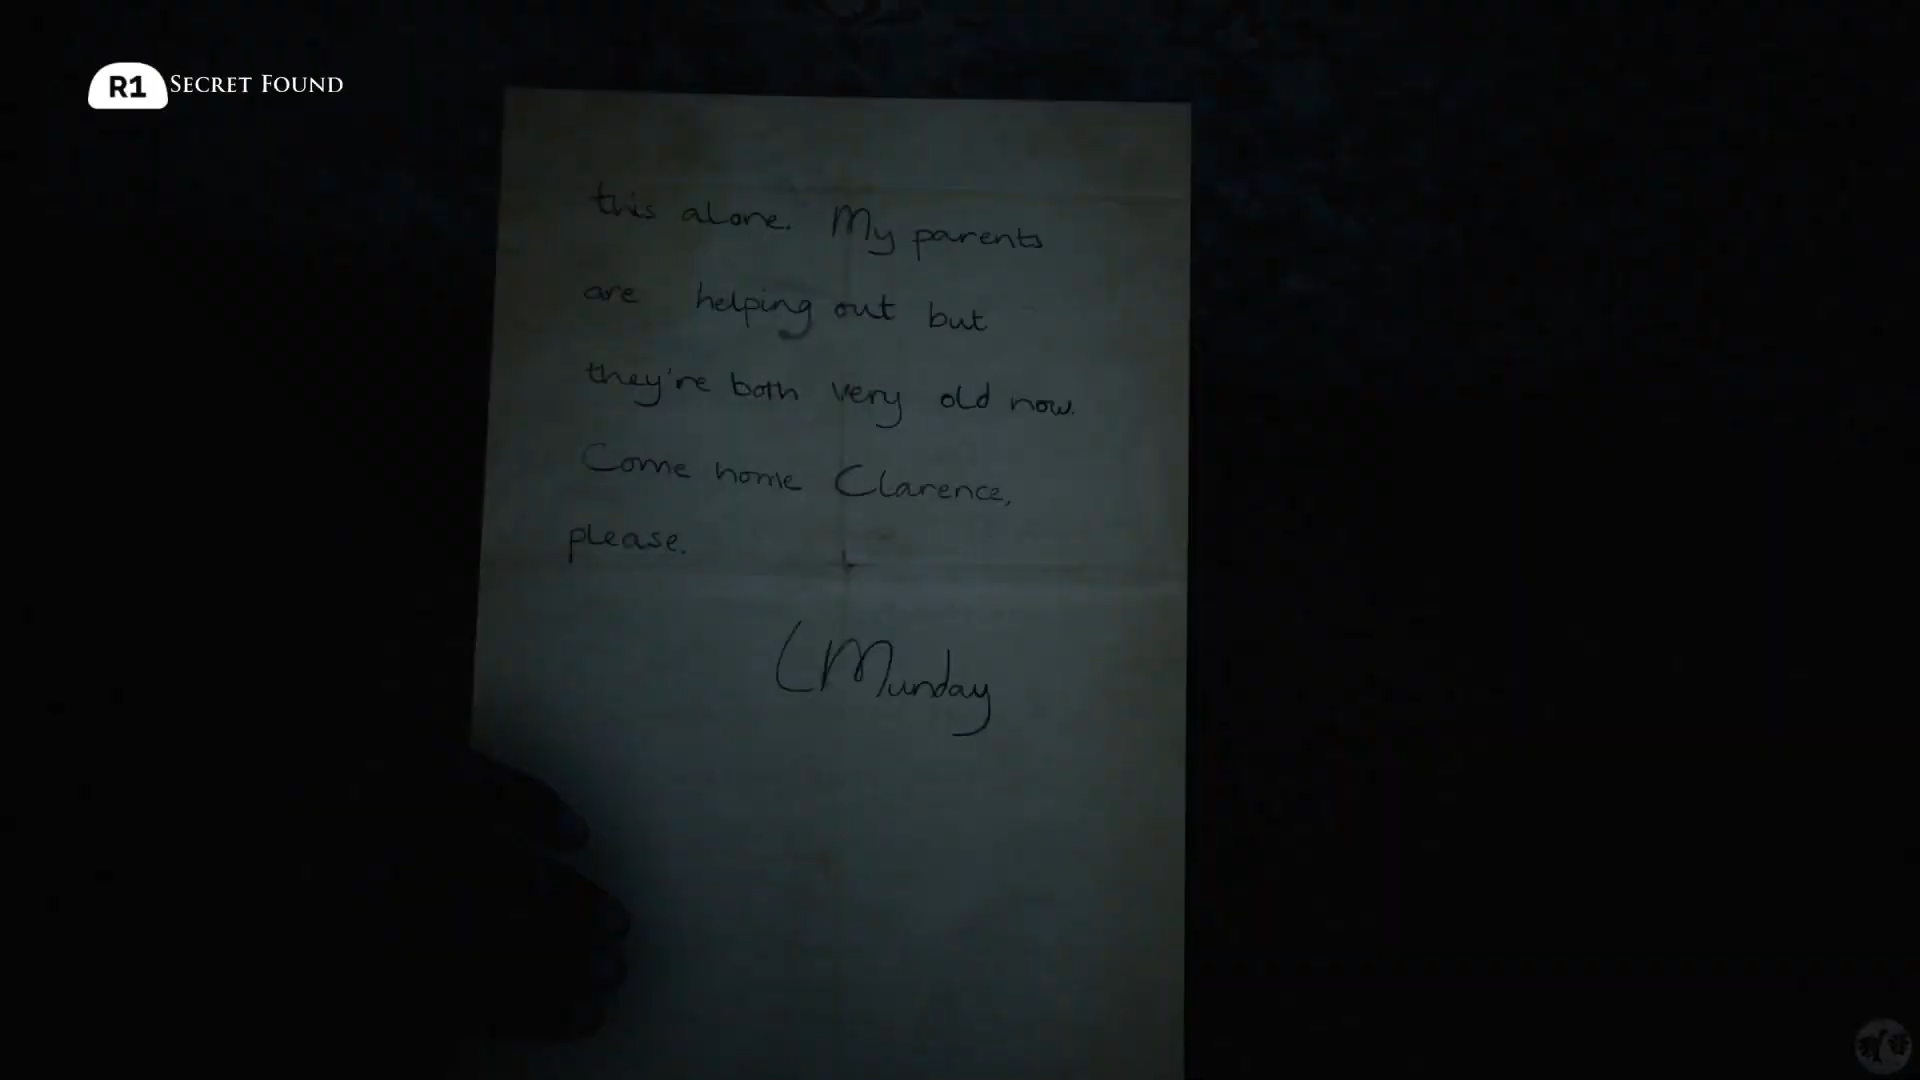 R1 Secret Found
this alone. My parents
are helping out but
they're both very old now.
Come home Clarence,
please.
CMunday